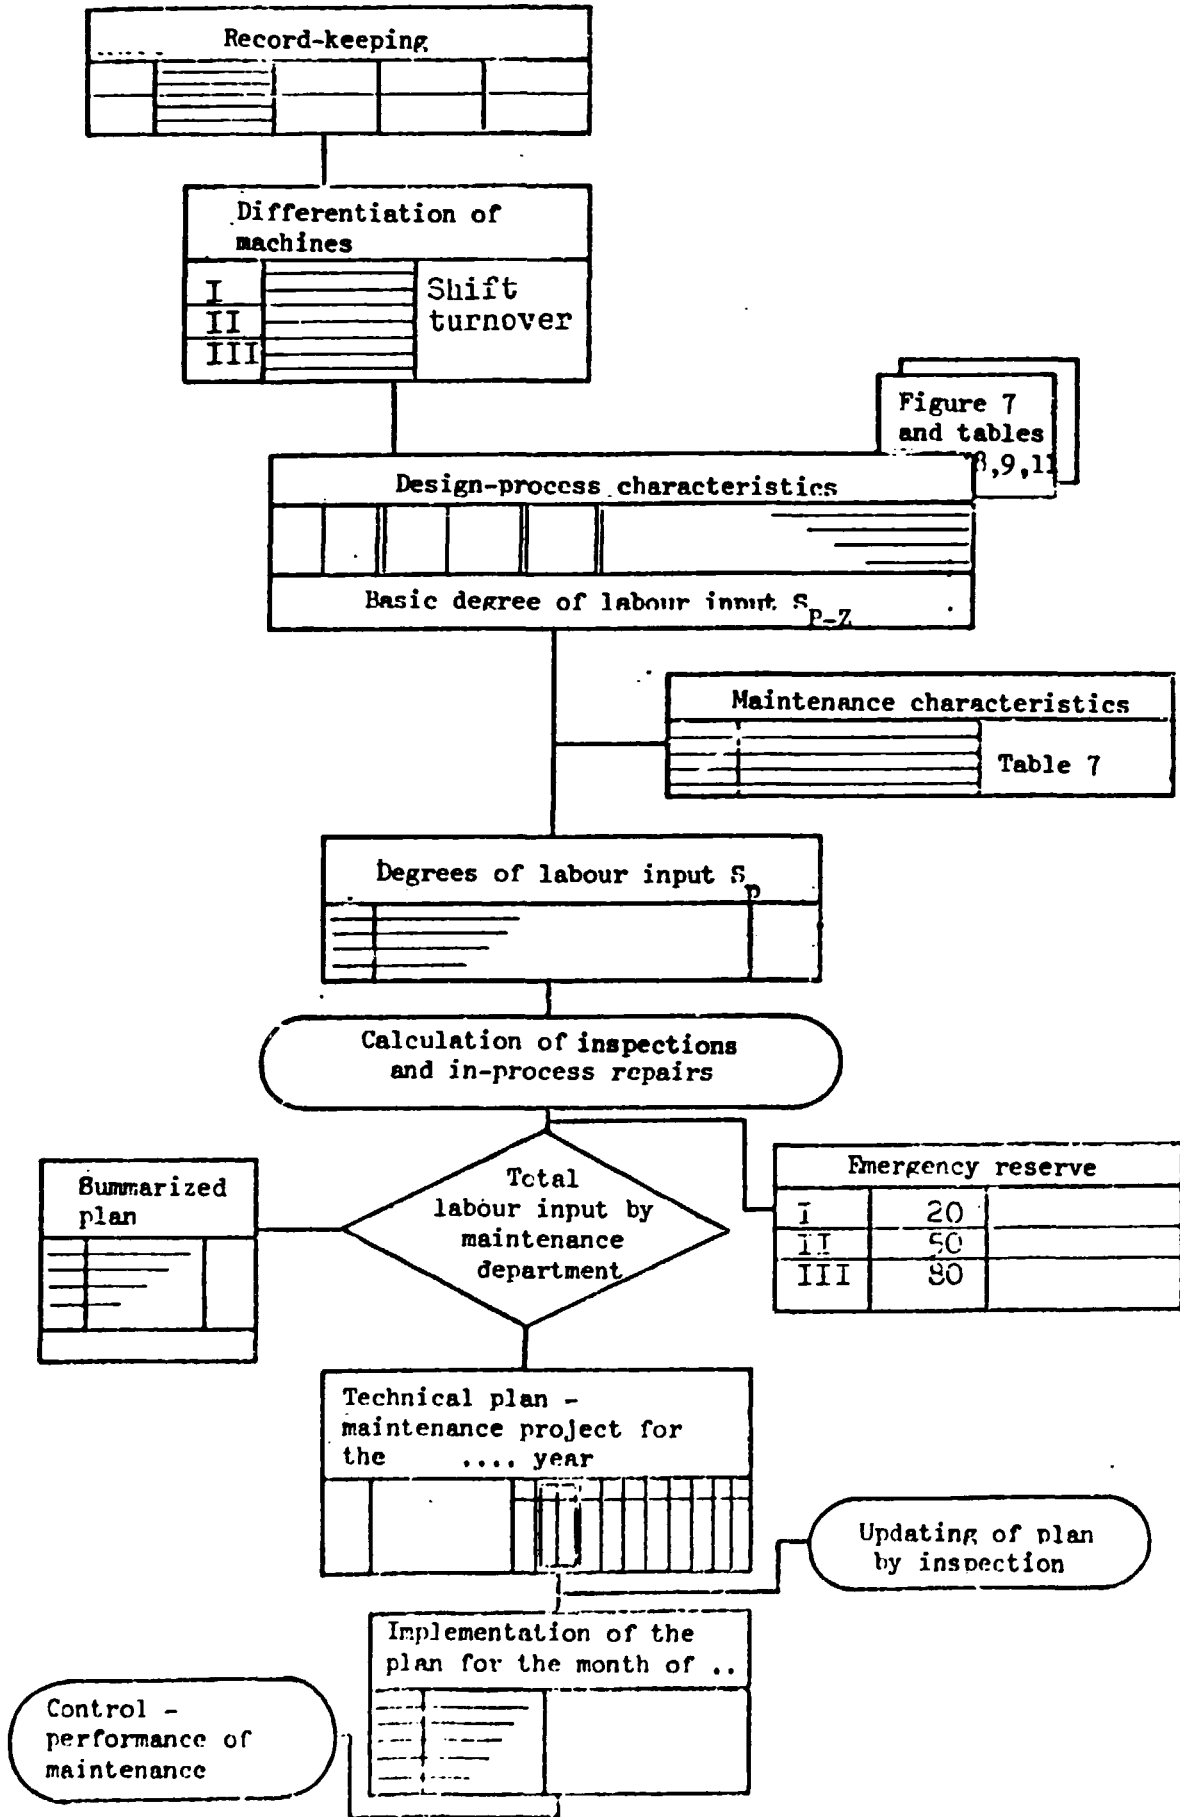 Record-keeping
Differentiation of
machines
I
II
III
Shift
turnover
Figure 7
and tables
8,9,11
Design-process characteristics
Basic degree of labour input S P-Z
Maintenance characteristics
Table 7
Degrees of labour input S p
Calculation of inspections
and in-process repairs
Total
labour input by
maintenance
department
Summarized
plan
Emergency reserve
I 20
II 50
III 80
Technical plan -
maintenance project for
the .... year
Updating of plan
by inspection
Implementation of the
plan for the month of ..
Control -
performance of
maintenance